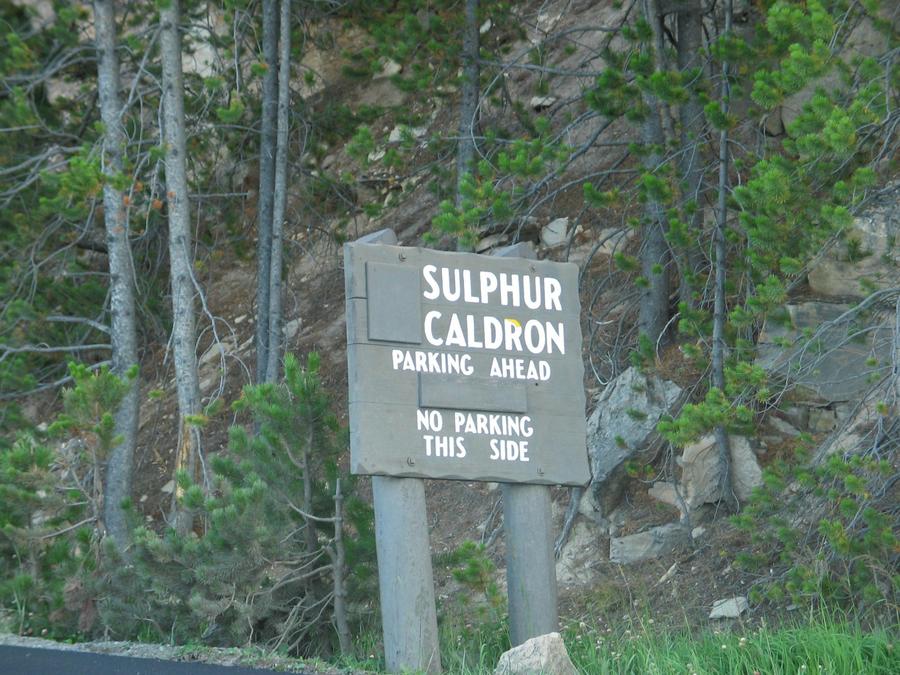 SULPHUR
CALDRON
PARKING AHEAD
NO PARKING
THIS SIDE